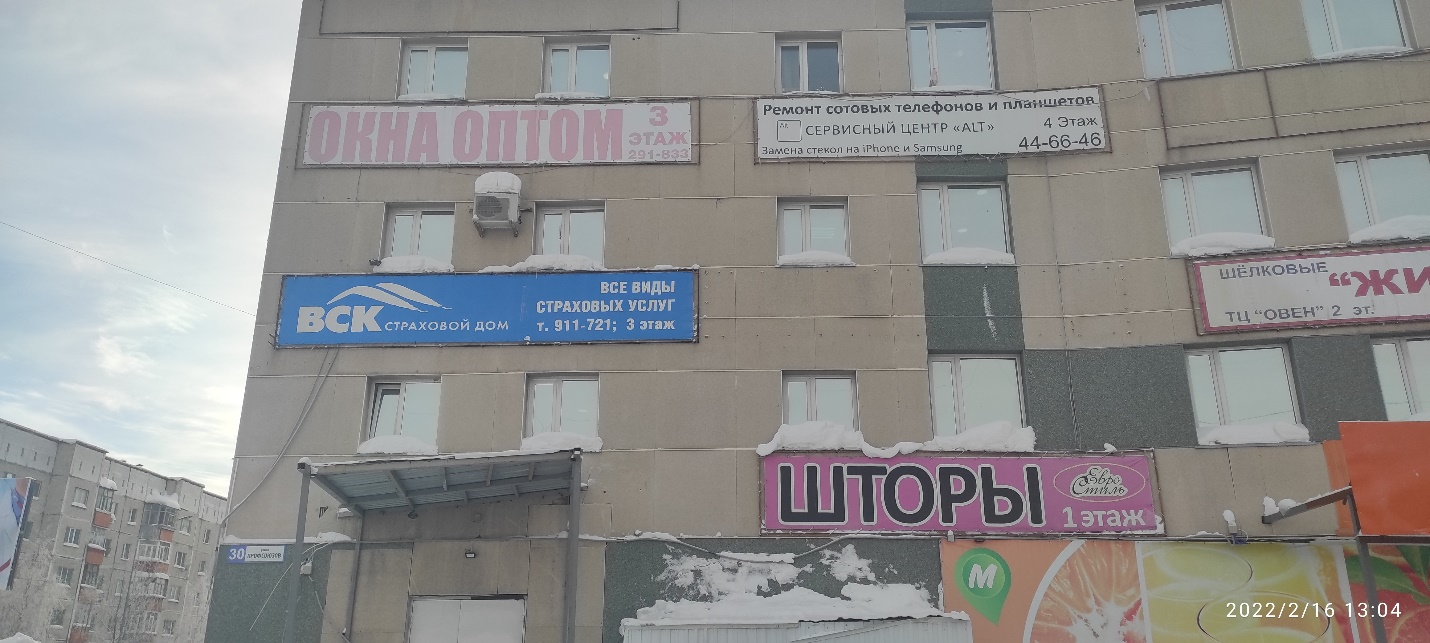 ОКНА ОПТОМ
3
ЭТАЖ
291-833
Ремонт сотовых телефонов и планшетов
СЕРВИСНЫЙ ЦЕНТР «ALT»
4 Этаж
Замена стекол на iPhone и Samsung
44-66-46
ВСК СТРАХОВОЙ ДОМ
ВСЕ ВИДЫ
СТРАХОВЫХ УСЛУГ
т. 911-721; 3 этаж
ШЁЛКОВЫЕ
“ЖИ
ТЦ "ОВЕН" 2 эт.
ШТОРЫ
Евро
Стиль
1 этаж
30
ПРОФСОЮЗОВ
М
2022/2/16 13:04